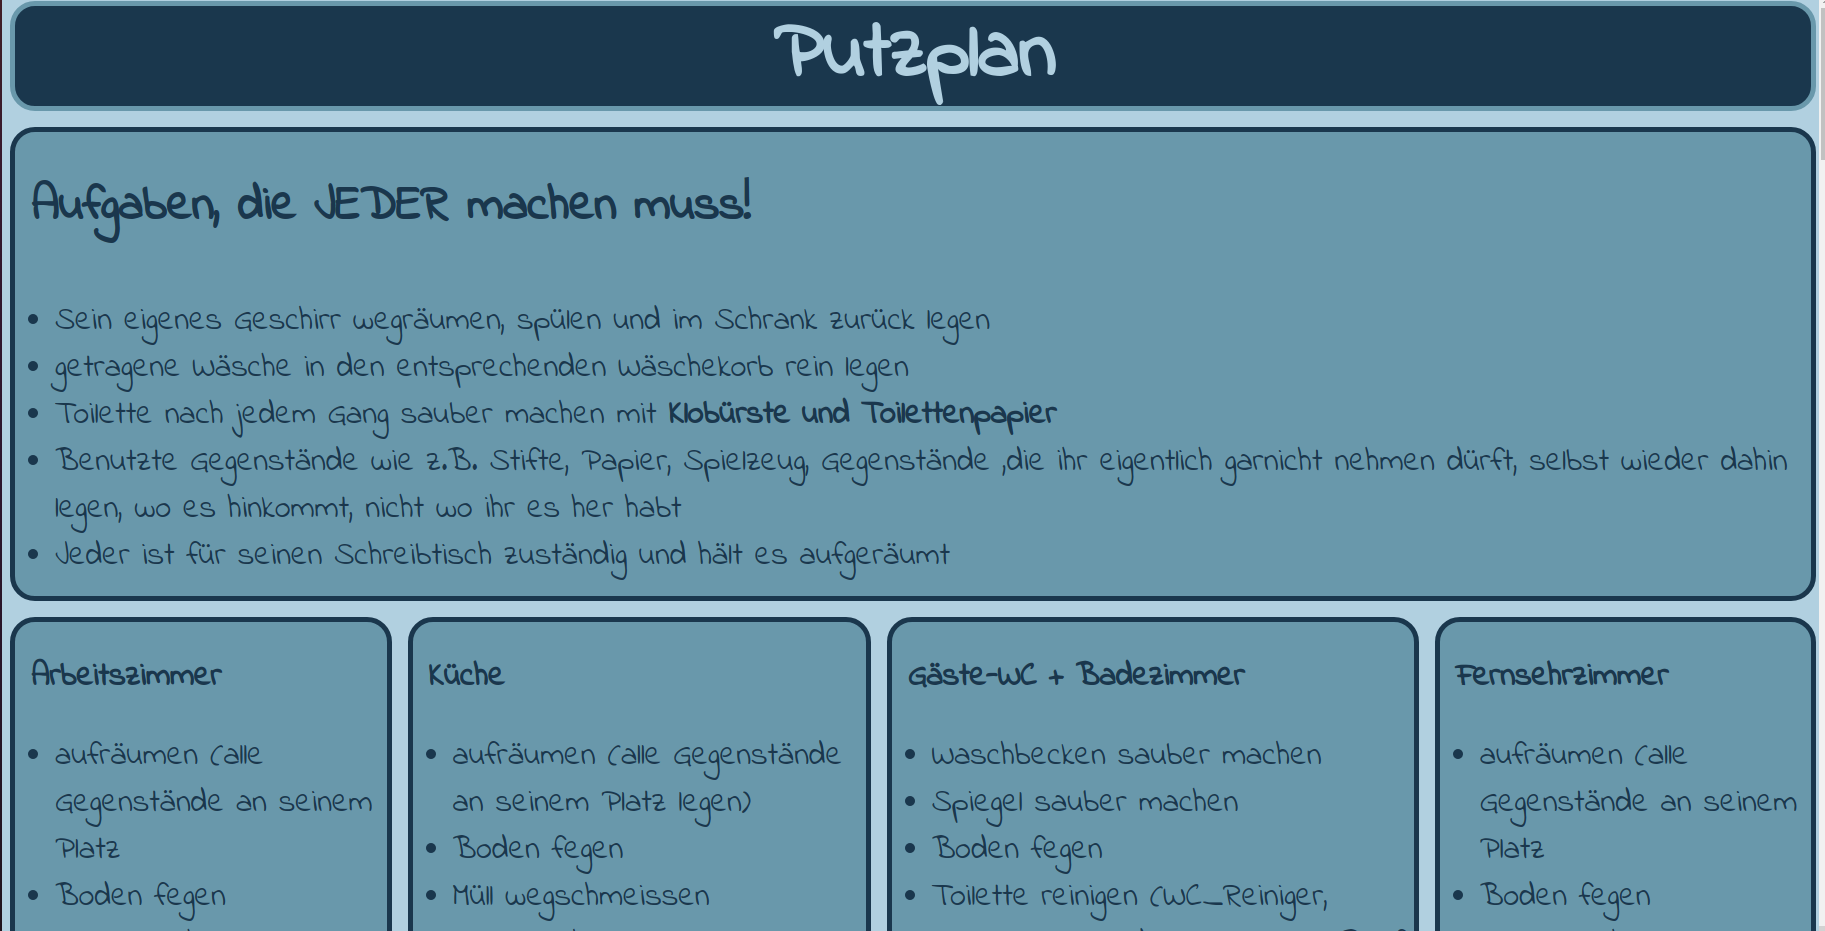 Putzplan
Aufgaben, die JEDER machen muss!
Sein eigenes Geschirr wegräumen, spülen und im Schrank zurück legen
getragene Wäsche in den entsprechenden Wäschekorb rein legen
Toilette nach jedem Gang sauber machen mit Klobürste und Toilettenpapier
Benutzte Gegenstände wie z.B. Stifte, Papier, Spielzeug, Gegenstände ,die ihr eigentlich garnicht nehmen dürft, selbst wieder dahin
legen, wo es hinkommt, nicht wo ihr es her habt
Jeder ist für seinen Schreibtisch zuständig und hält es aufgeräumt
Arbeitszimmer
aufräumen (alle
Gegenstände an seinem
Platz
Boden fegen
Küche
aufräumen (alle Gegenstände
an seinem Platz legen)
Boden fegen
Müll wegschmeissen
Gäste-WC + Badezimmer
Waschbecken sauber machen
Spiegel sauber machen
Boden fegen
Toilette reinigen (WC_Reiniger,
Fernsehrzimmer
aufräumen (alle
Gegenstände an seinem
Platz
Boden fegen